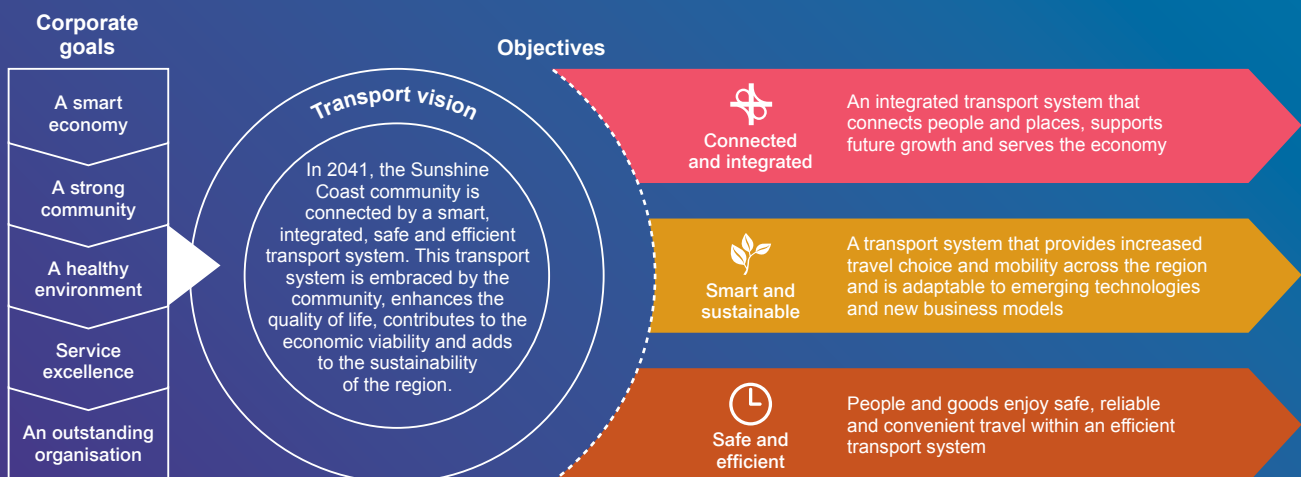 Corporate
goals
A smart
economy
A strong
community
A healthy
environment
Service
excellence
An outstanding
organisation
Transport vision
In 2041, the Sunshine
Coast community is
connected by a smart,
integrated, safe and efficient
transport system. This transport
system is embraced by the
community, enhances the
quality of life, contributes to the
economic viability and adds
to the sustainability
of the region.
Objectives
Connected
and integrated
An integrated transport system that
connects people and places, supports
future growth and serves the economy
Smart and
sustainable
A transport system that provides increased
travel choice and mobility across the region
and is adaptable to emerging technologies
and new business models
Safe and
efficient
People and goods enjoy safe, reliable
and convenient travel within an efficient
transport system